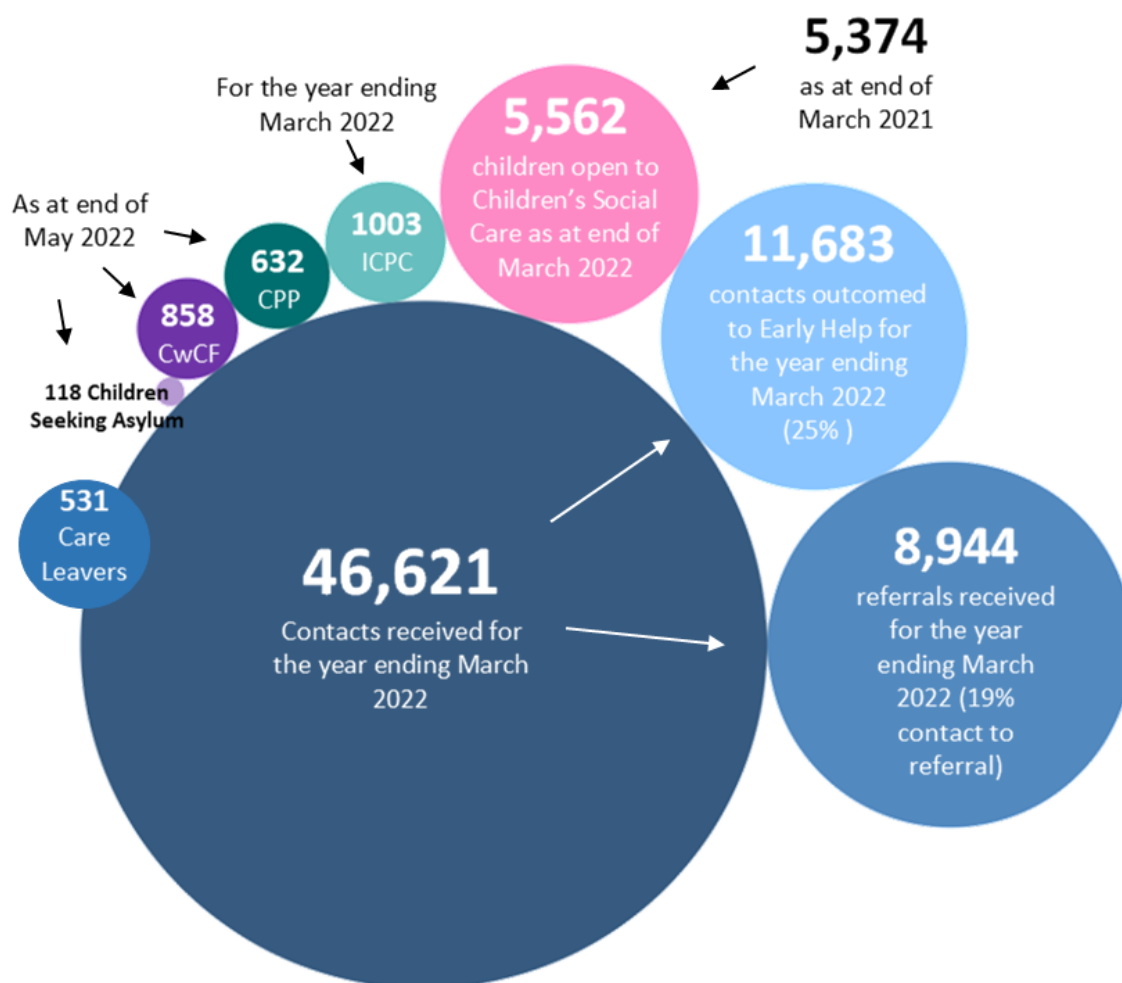 5,374
as at end of
March 2021
For the year ending
March 2022
5,562
children open to
Children's Social
Care as at end of
March 2022
As at end of
May 2022
1003
ICPC
632
CPP
858
CwCF
118 Children
Seeking Asylum
11,683
contacts outcomed
to Early Help for
the year ending
March 2022
(25% )
531
Care
Leavers
46,621
Contacts received for
the year ending March
2022
8,944
referrals received
for the year
ending March
2022 (19%
contact to
referral)